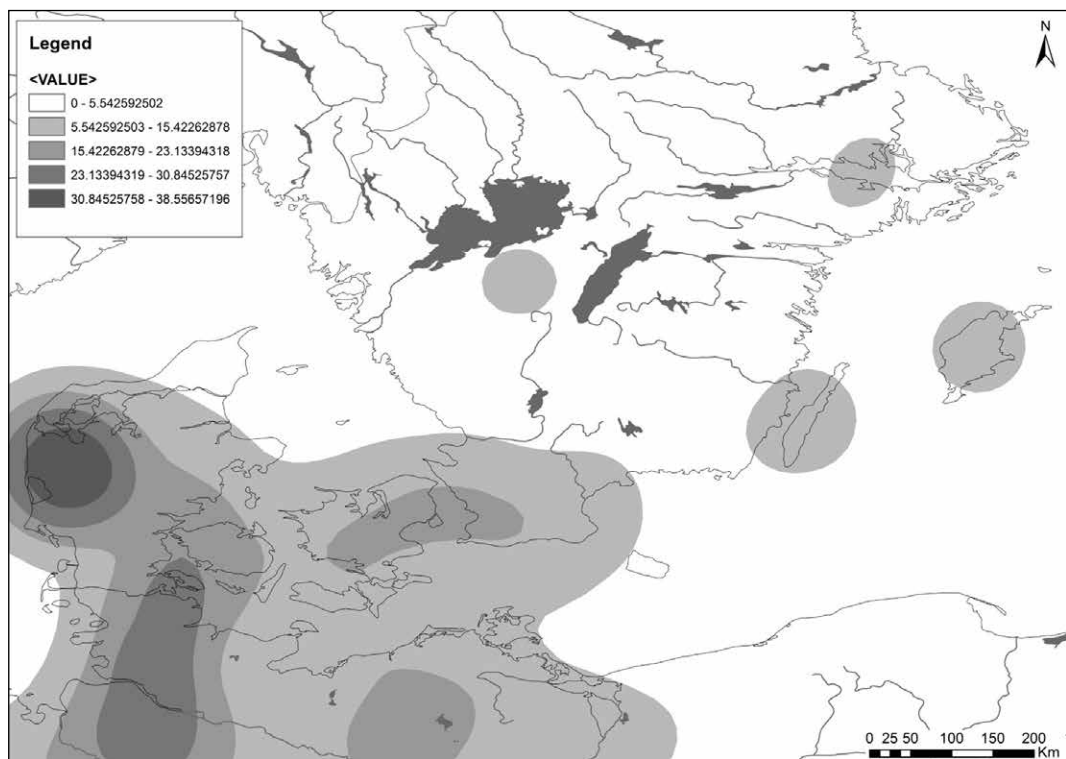 Legend
<VALUE>
0 - 5.542592502
5.542592503 - 15.42262878
15.42262879 - 23.13394318
23.13394319 - 30.84525757
30.84525758 - 38.55657196
N
0 25 50 100 150 200
Km